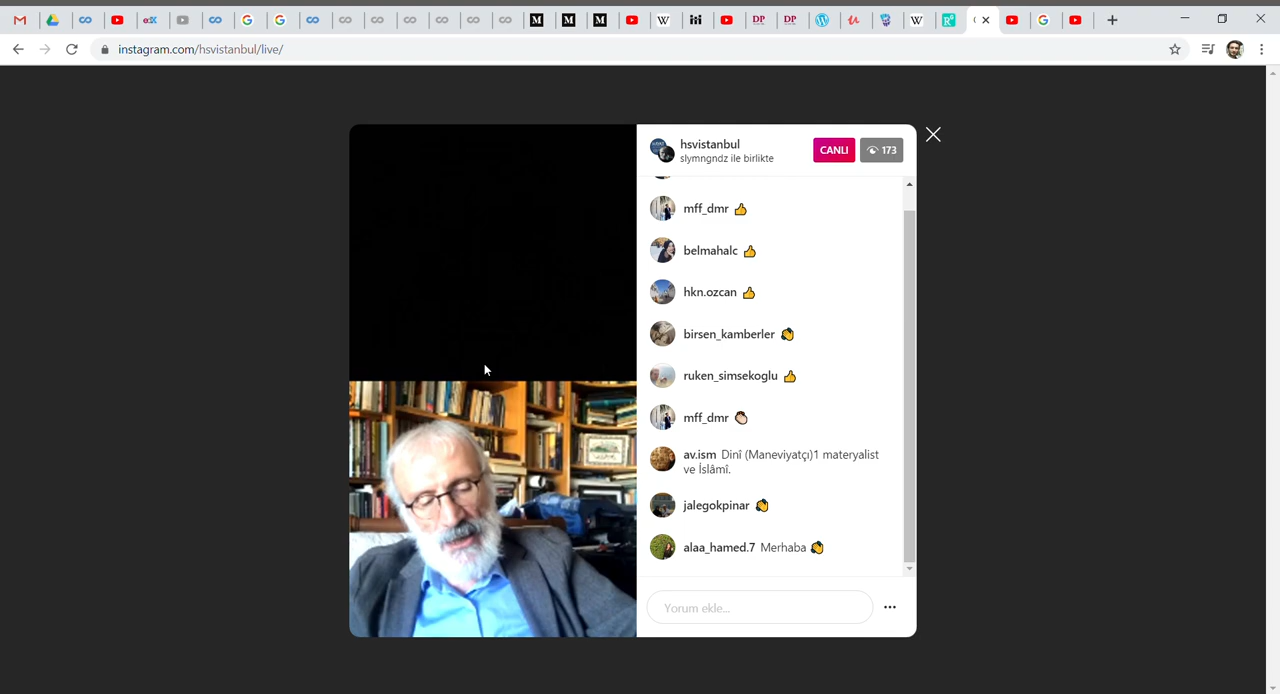 instagram.com/hsvistanbul/live/
hsvistanbul
slymngndz ile birlikte
CANLI
173
mff_dmr 👍
belmahalc 👍
hkn.ozcan 👍
birsen_kamberler 👏
ruken_simsekoglu 👍
mff_dmr 👏🏻
av.ism Dinî (Maneviyatçı)1 materyalist
ve İslâmî.
jalegokpinar 👏
alaa_hamed.7 Merhaba 👏
Yorum ekle...